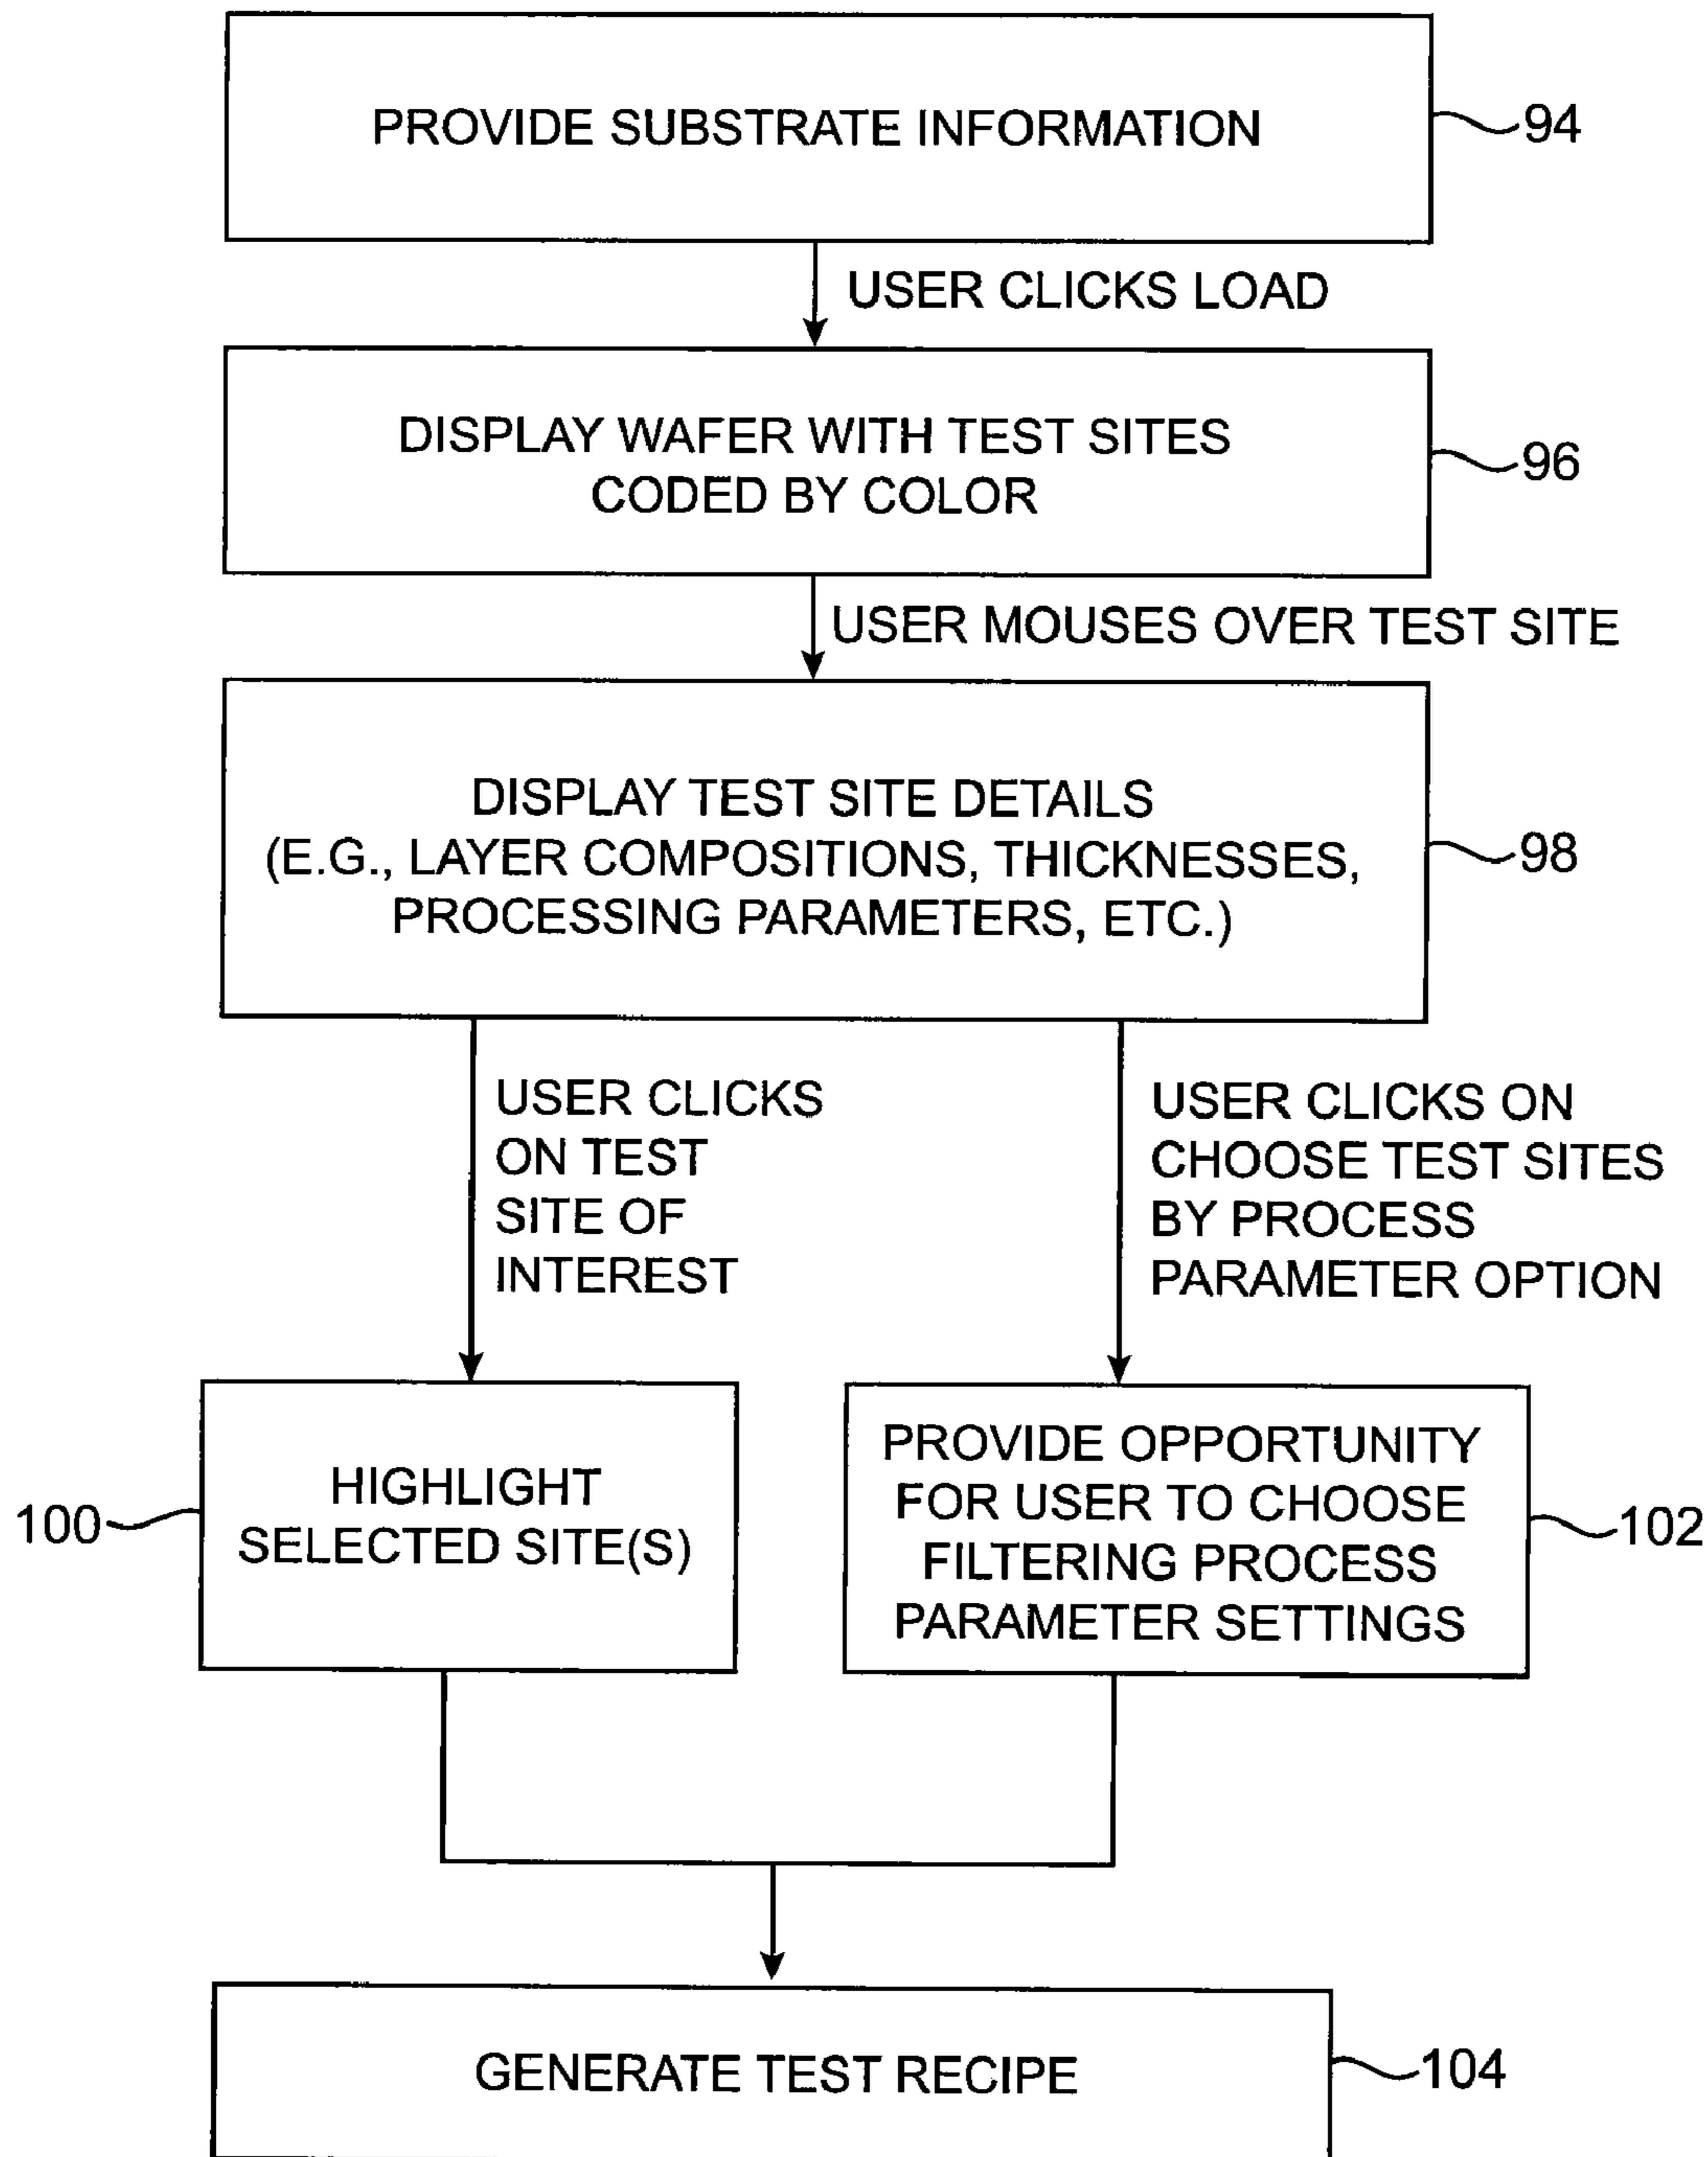 PROVIDE SUBSTRATE INFORMATION
94
USER CLICKS LOAD
DISPLAY WAFER WITH TEST SITES
CODED BY COLOR
96
USER MOUSES OVER TEST SITE
DISPLAY TEST SITE DETAILS
(E.G., LAYER COMPOSITIONS, THICKNESSES,
PROCESSING PARAMETERS, ETC.)
98
USER CLICKS
ON TEST
SITE OF
INTEREST
USER CLICKS ON
CHOOSE TEST SITES
BY PROCESS
PARAMETER OPTION
100
HIGHLIGHT
SELECTED SITE(S)
PROVIDE OPPORTUNITY
FOR USER TO CHOOSE
FILTERING PROCESS
PARAMETER SETTINGS
102
GENERATE TEST RECIPE
104